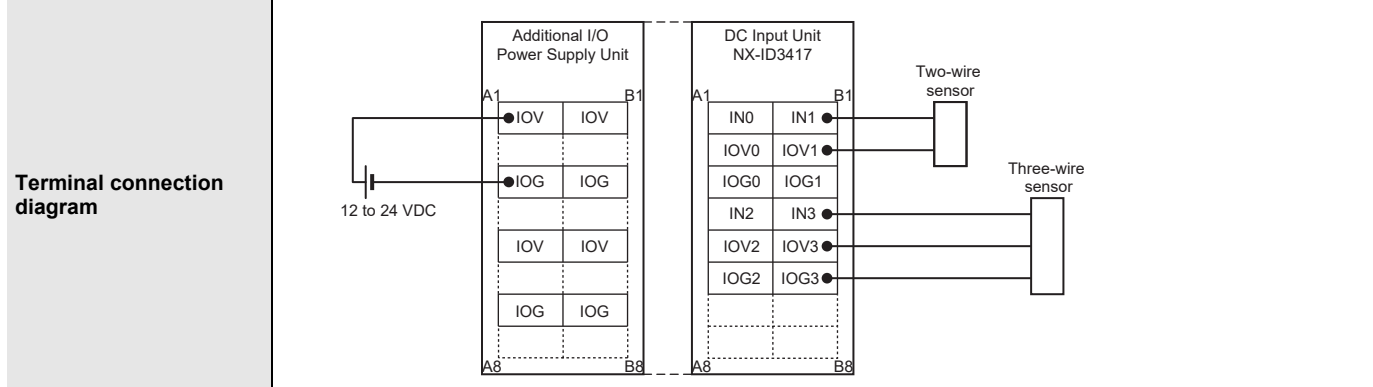 Terminal connection
diagram
Additional I/O
Power Supply Unit
A1 B1
IOV IOV
IOG IOG
IOV IOV
IOG IOG
A8 B8
12 to 24 VDC
DC Input Unit
NX-ID3417
A1 B1
IN0 IN1
IOV0 IOV1
IOG0 IOG1
IN2 IN3
IOV2 IOV3
IOG2 IOG3
A8 B8
Two-wire
sensor
Three-wire
sensor